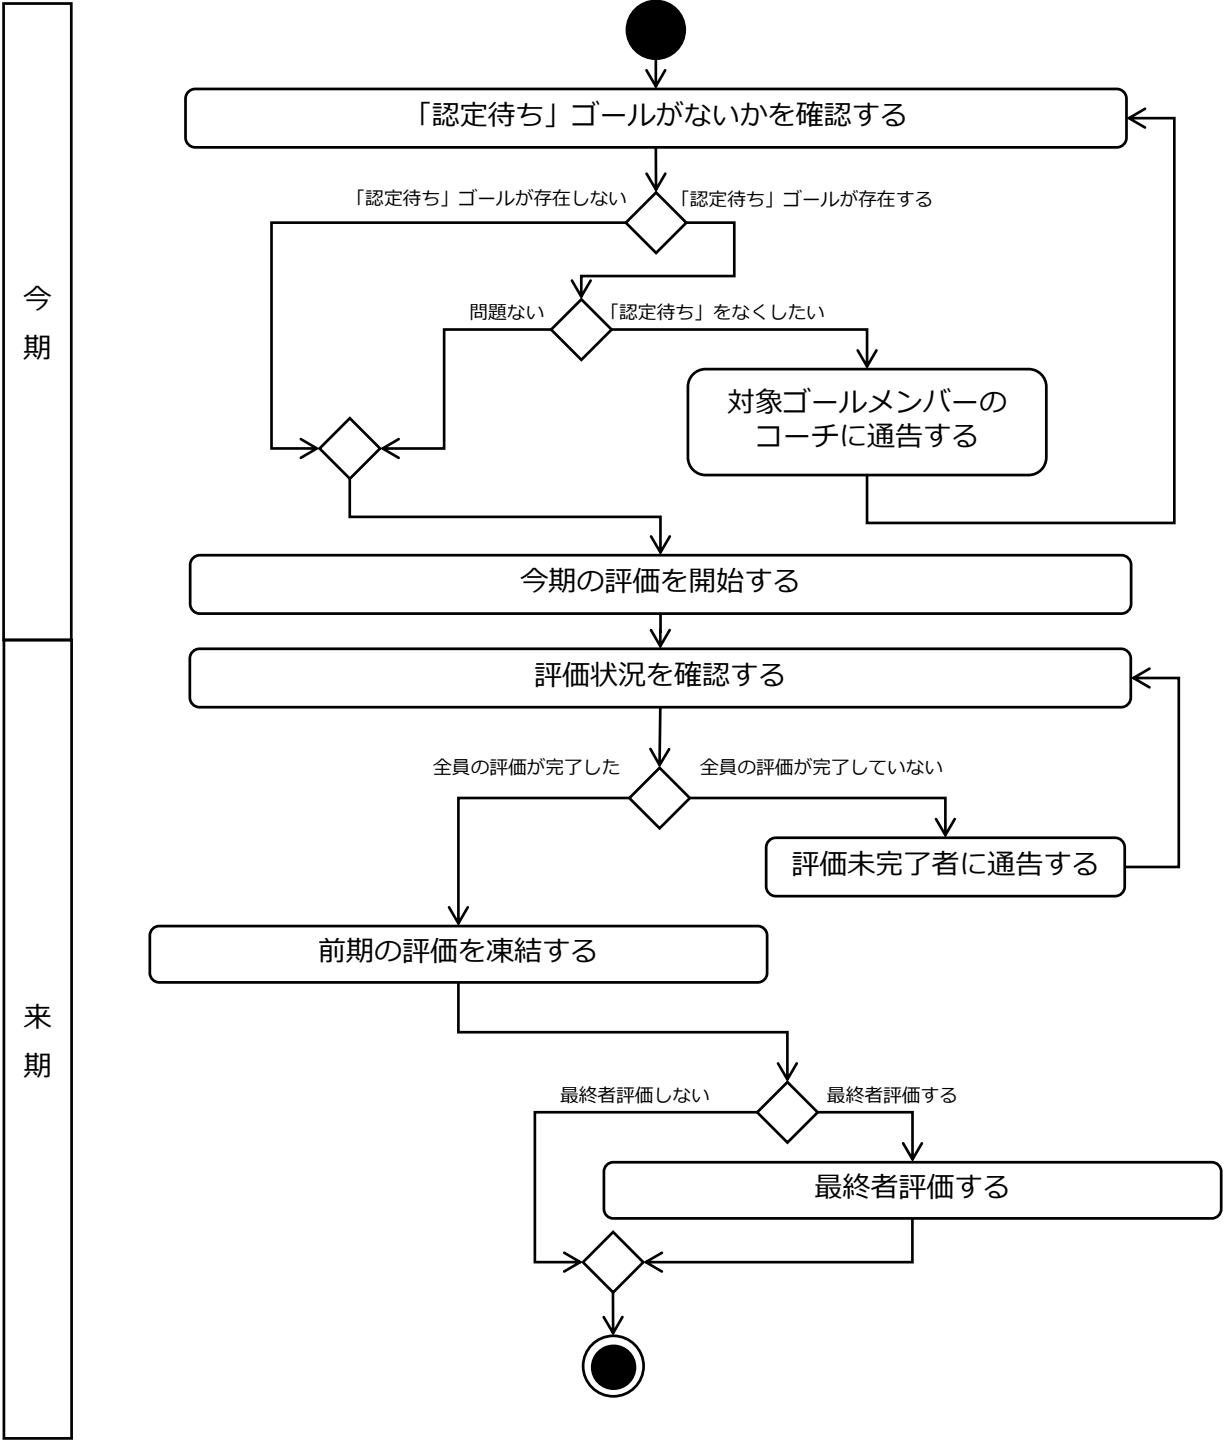 今
期
「認定待ち」ゴールがないかを確認する
「認定待ち」ゴールが存在しない
「認定待ち」ゴールが存在する
問題ない
「認定待ち」をなくしたい
対象ゴールメンバーの
コーチに通告する
今期の評価を開始する
来
期
評価状況を確認する
全員の評価が完了した
全員の評価が完了していない
評価未完了者に通告する
前期の評価を凍結する
最終者評価しない
最終者評価する
最終者評価する